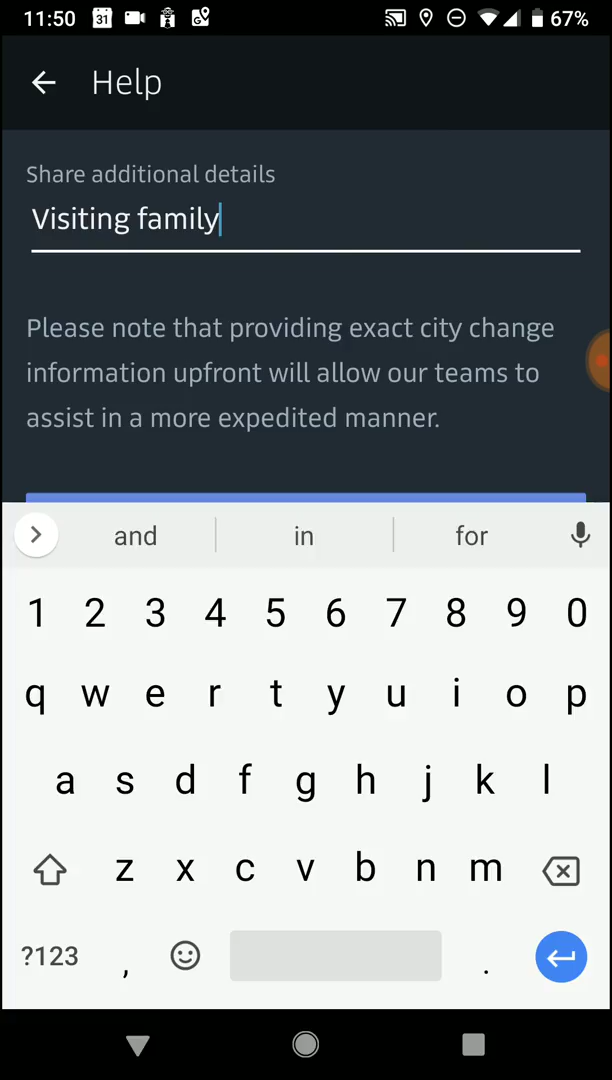 11:50 31 G 67%
Help
Share additional details
Visiting family
Please note that providing exact city change
information upfront will allow our teams to
assist in a more expedited manner.
and in for
1 2 3 4 5 6 7 8 9 0
q w e r t y u i o p
a s d f g h j k l
z x c v b n m
?123 , .